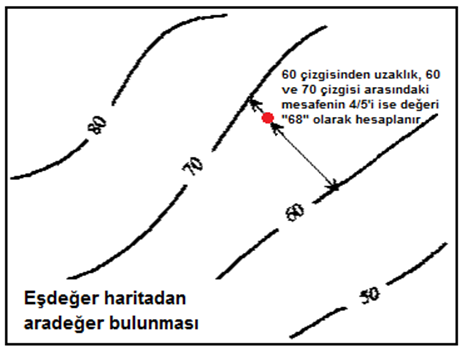 60 çizgisinden uzaklık, 60
ve 70 çizgisi arasındaki
mesafenin 4/5'i ise değeri
"68" olarak hesaplanır
80
70
60
50
Eşdeğer haritadan
aradeğer bulunması